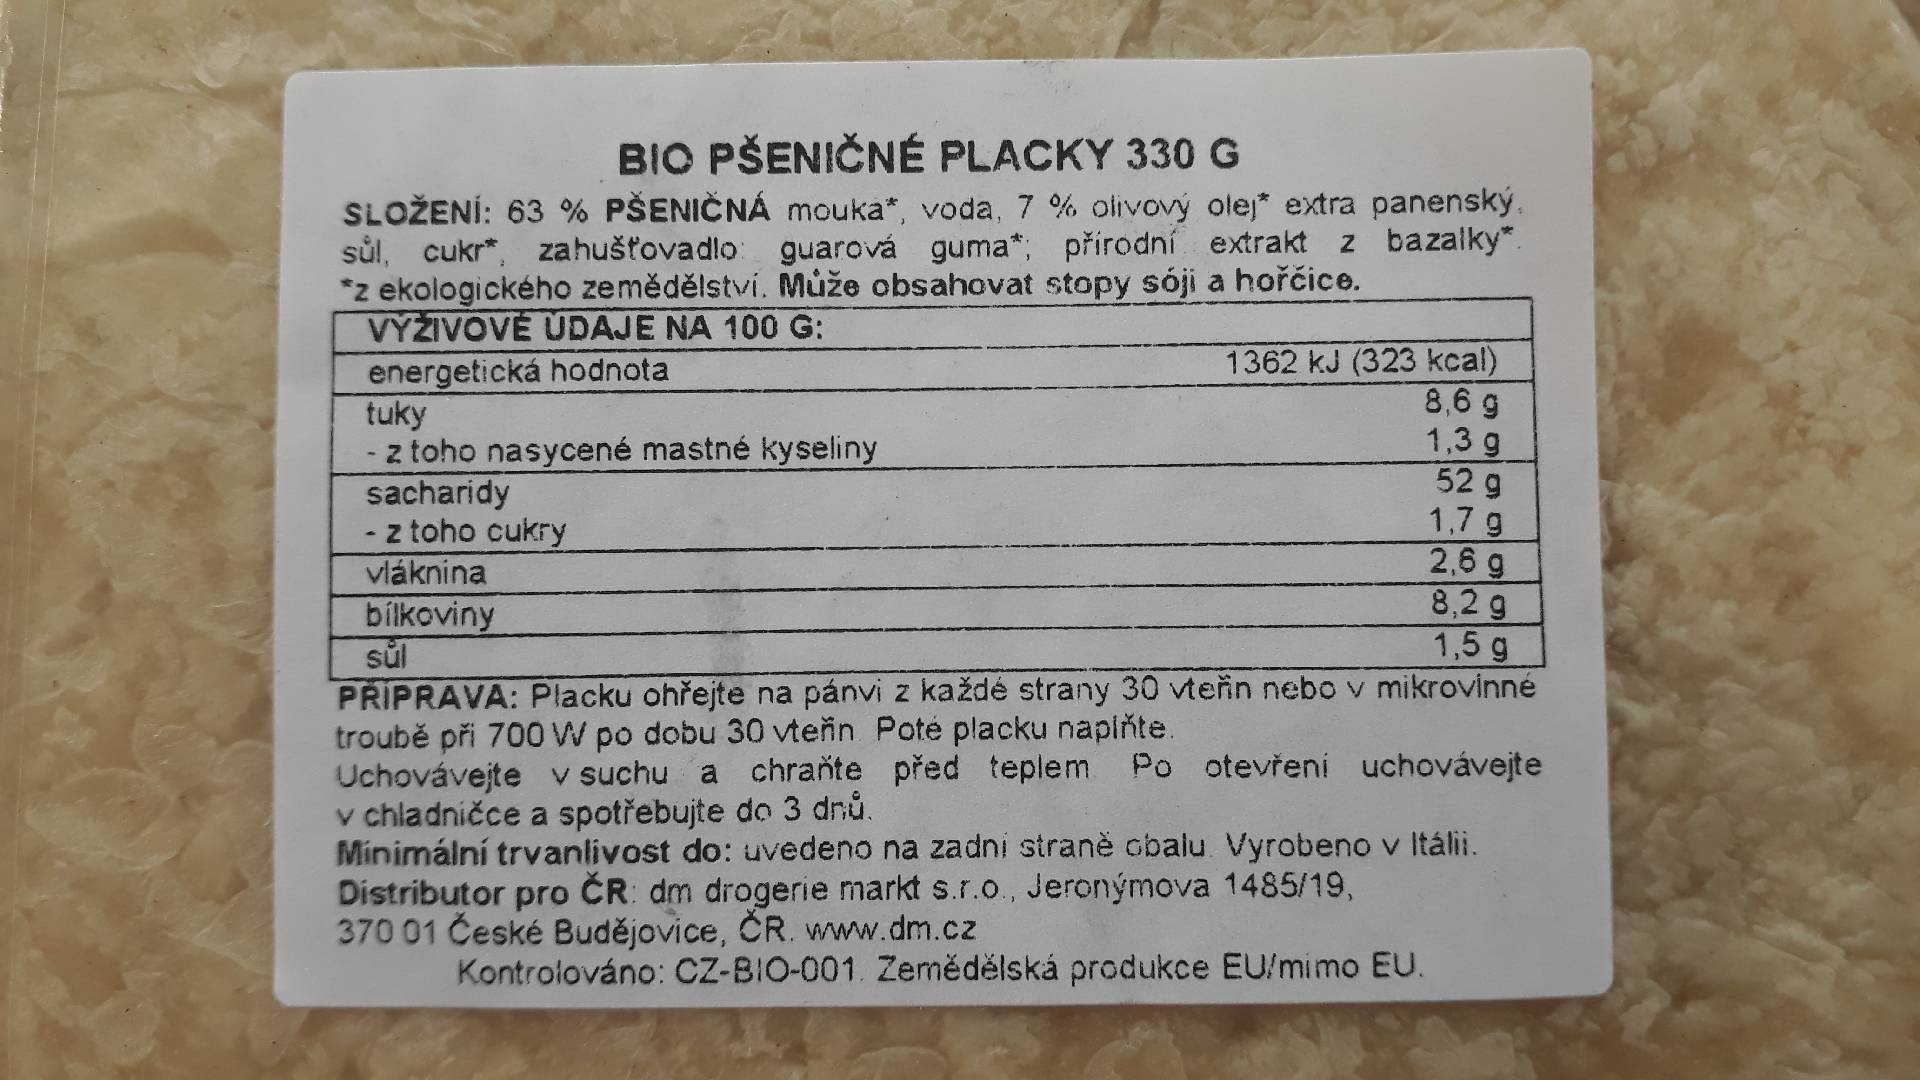 BIO PŠENIČNÉ PLACKY 330 G
SLOŽENÍ: 63 % PŠENIČNÁ mouka*, voda, 7 % olivový olej* extra panenský,
sůl, cukr*, zahušťovadlo: guarová guma*; přírodní extrakt z bazalky*.
*z ekologického zemědělství. Může obsahovat stopy sóji a hořčice.
VÝŽIVOVÉ ÚDAJE NA 100 G:
energetická hodnota 1362 kJ (323 kcal)
tuky 8,6 g
- z toho nasycené mastné kyseliny 1,3 g
sacharidy 52 g
- z toho cukry 1,7 g
vláknina 2,6 g
bílkoviny 8,2 g
sůl 1,5 g
PŘÍPRAVA: Placku ohřejte na pánvi z každé strany 30 vteřin nebo v mikrovlnné
troubě při 700 W po dobu 30 vteřin. Poté placku naplňte.
Uchovávejte v suchu a chraňte před teplem. Po otevření uchovávejte
v chladničce a spotřebujte do 3 dnů.
Minimální trvanlivost do: uvedeno na zadní straně obalu. Vyrobeno v Itálii.
Distributor pro ČR: dm drogerie markt s.r.o., Jeronýmova 1485/19,
370 01 České Budějovice, ČR. www.dm.cz
Kontrolováno: CZ-BIO-001. Zemědělská produkce EU/mimo EU.